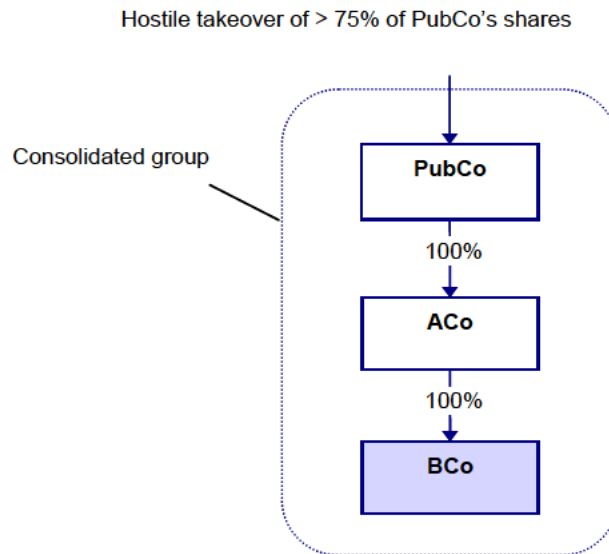 Hostile takeover of > 75% of PubCo's shares
Consolidated group
PubCo
100%
ACo
100%
BCo